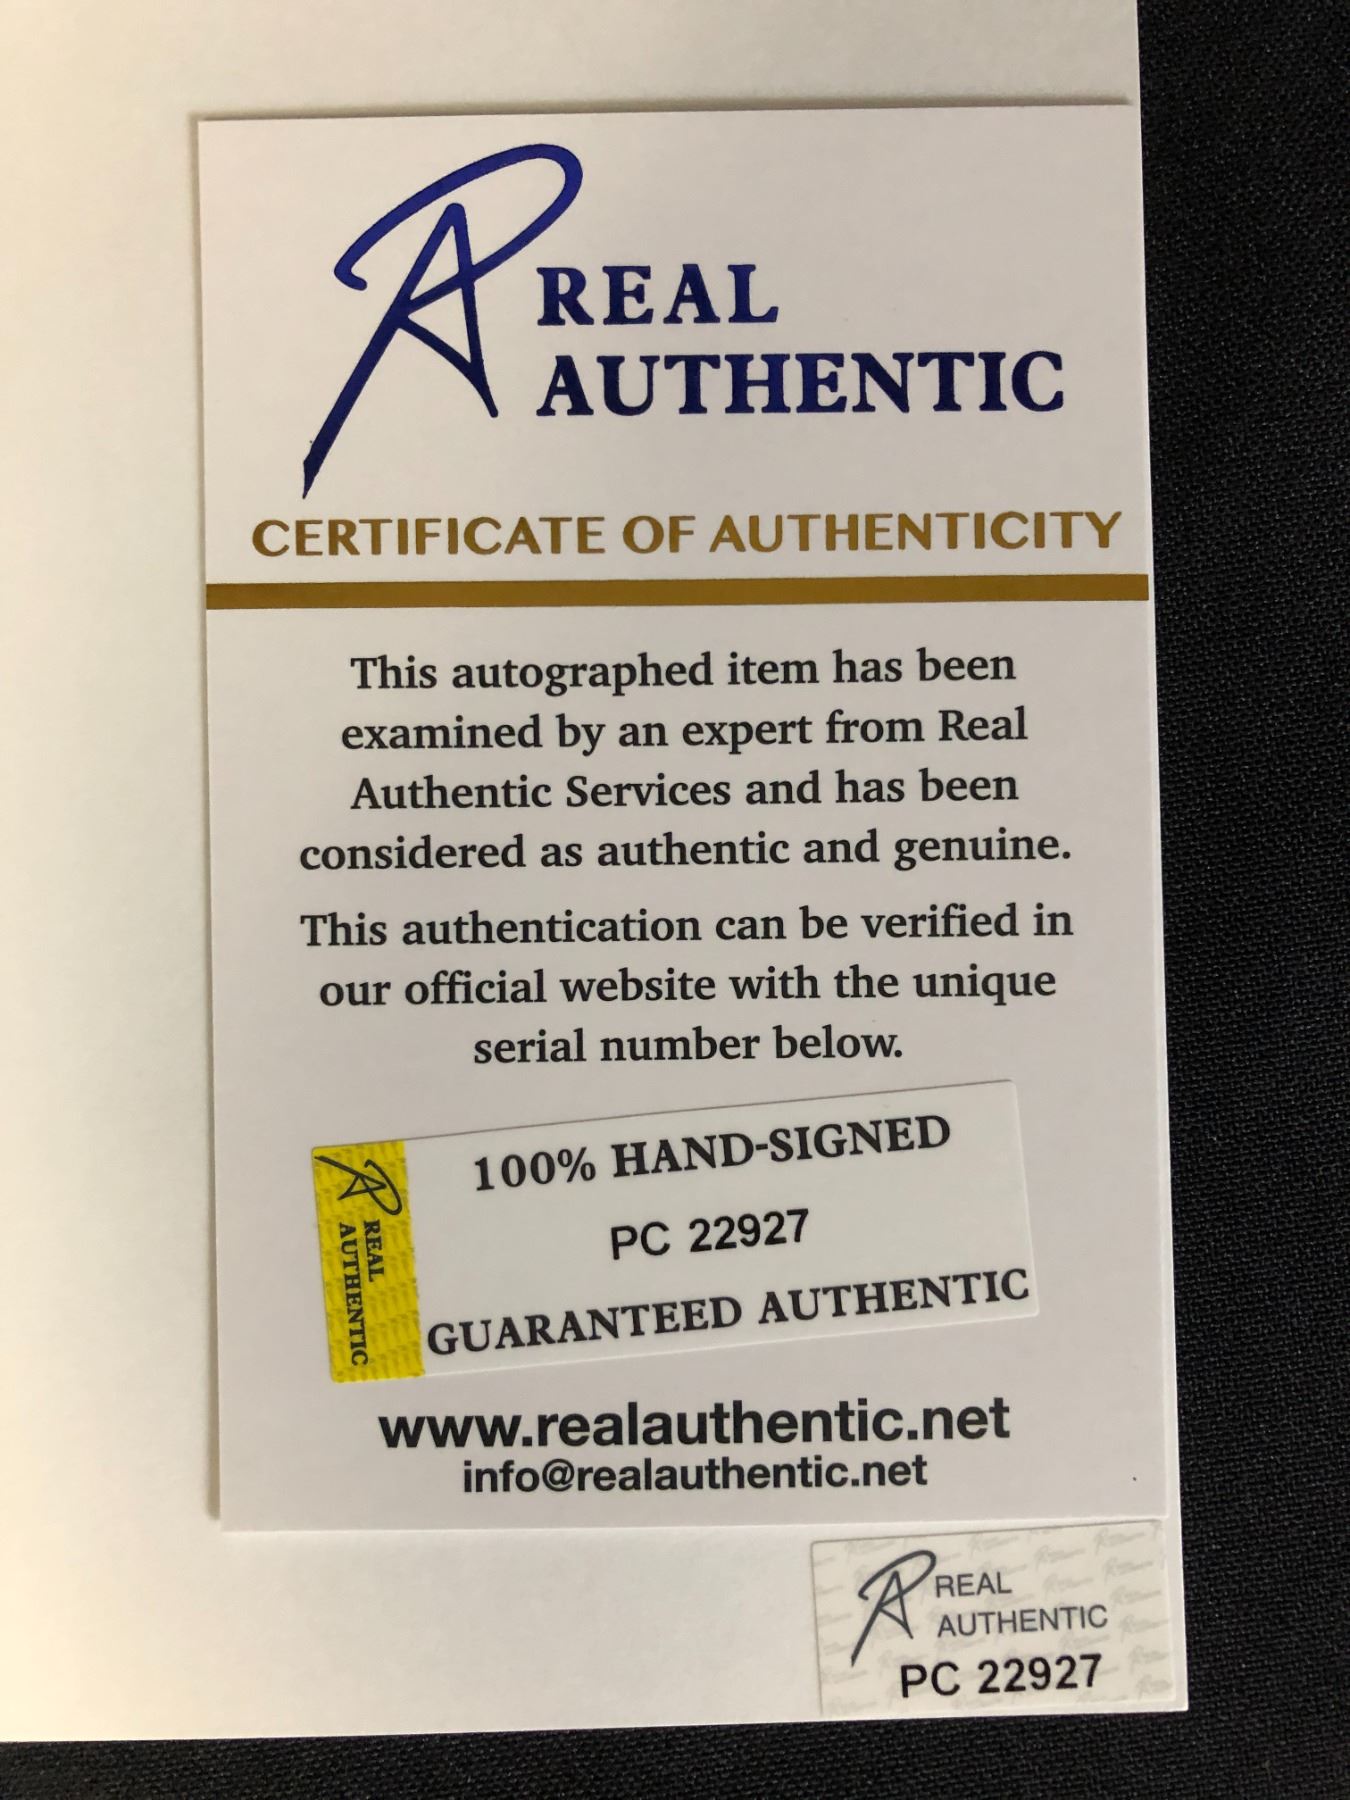 REAL
AUTHENTIC
CERTIFICATE OF AUTHENTICITY
This autographed item has been
examined by an expert from Real
Authentic Services and has been
considered as authentic and genuine.
This authentication can be verified in
our official website with the unique
serial number below.
REAL
AUTHENTIC
100% HAND-SIGNED
PC 22927
GUARANTEED AUTHENTIC
www.realauthentic.net
info@realauthentic.net
REAL
AUTHENTIC
PC 22927